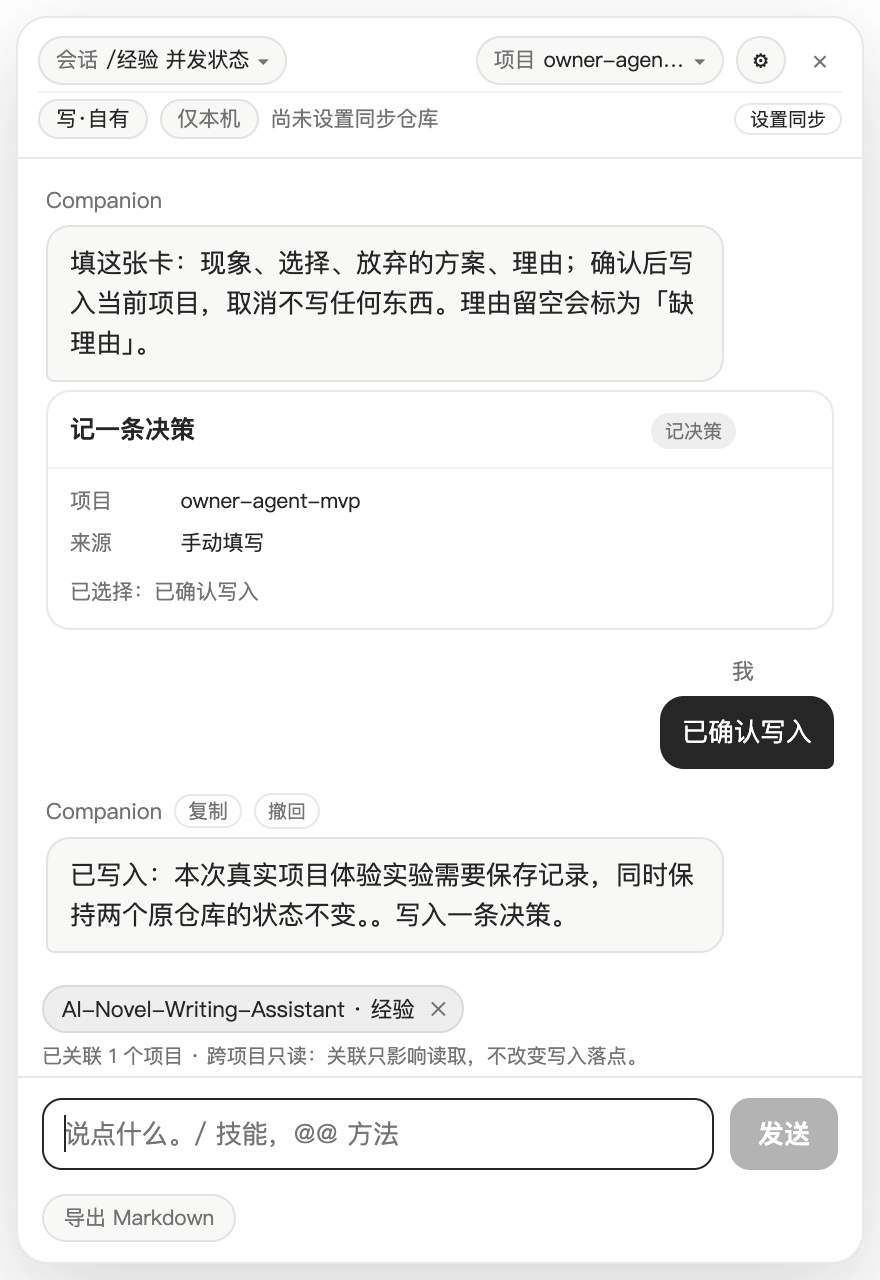 会话 /经验 并发状态
项目 owner-agen...
写·自有 仅本机 尚未设置同步仓库 设置同步
Companion
填这张卡：现象、选择、放弃的方案、理由；确认后写
入当前项目，取消不写任何东西。理由留空会标为「缺
理由」。
记一条决策 记决策
项目 owner-agent-mvp
来源 手动填写
已选择：已确认写入
我
已确认写入
Companion 复制 撤回
已写入：本次真实项目体验实验需要保存记录，同时保
持两个原仓库的状态不变。。写入一条决策。
AI-Novel-Writing-Assistant · 经验 ×
已关联 1 个项目 · 跨项目只读：关联只影响读取，不改变写入落点。
说点什么。/ 技能，@@ 方法
发送
导出 Markdown